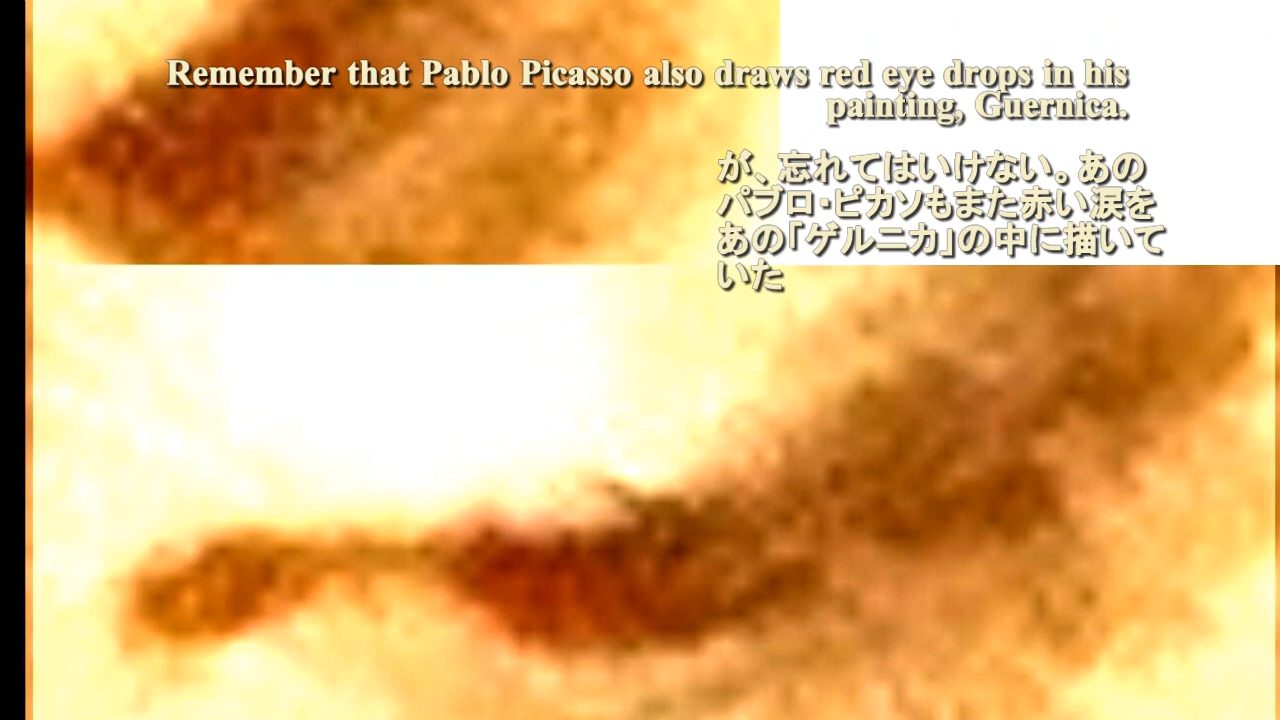 Remember that Pablo Picasso also draws red eye drops in his
painting, Guernica.
が、忘れてはいけない。あの
パブロ・ピカソもまた赤い涙を
あの「ゲルニカ」の中に描いて
いた